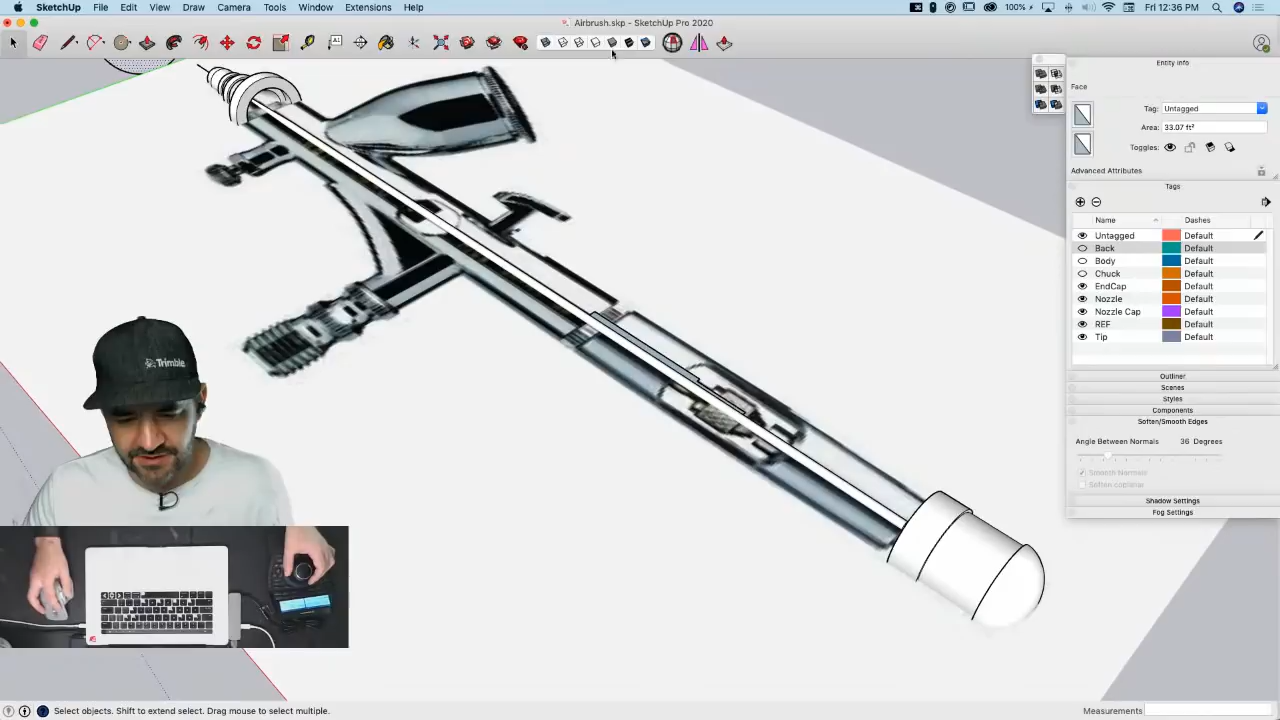 SketchUp File Edit View Draw Camera Tools Window Extensions Help 100% Fri 12:36 PM
Airbrush.skp - SketchUp Pro 2020
A1
Entity Info
Face
Tag: Untagged
Area: 33.07 ft²
Toggles:
Advanced Attributes
Tags
Name Dashes
Untagged Default
Back Default
Body Default
Chuck Default
EndCap Default
Nozzle Default
Nozzle Cap Default
REF Default
Tip Default
Outliner
Scenes
Styles
Components
Soften/Smooth Edges
Angle Between Normals 36 Degrees
Smooth Normals
Soften coplanar
Shadow Settings
Fog Settings
Trimble
Select objects. Shift to extend select. Drag mouse to select multiple. Measurements